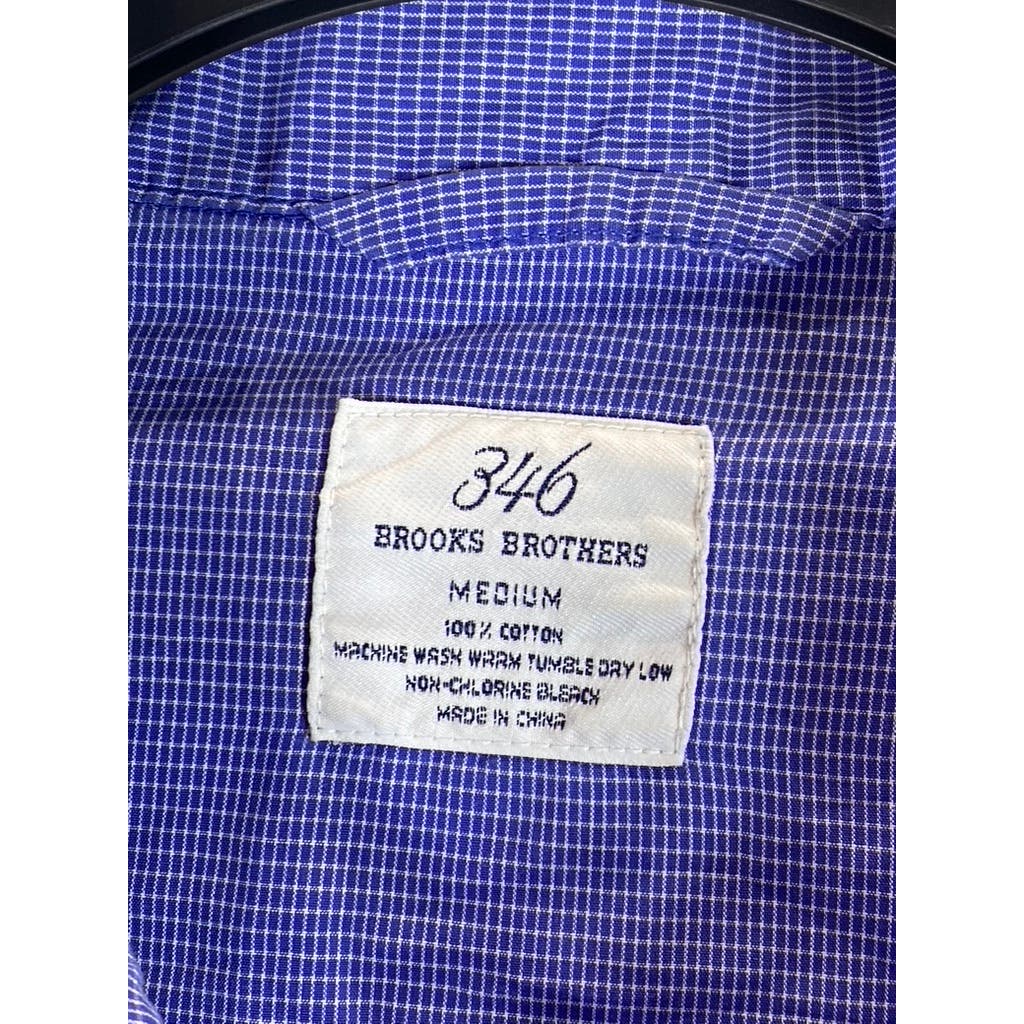 346
BROOKS BROTHERS
MEDIUM
100% COTTON
MACHINE WASH WARM TUMBLE DRY LOW
NON-CHLORINE BLEACH
MADE IN CHINA